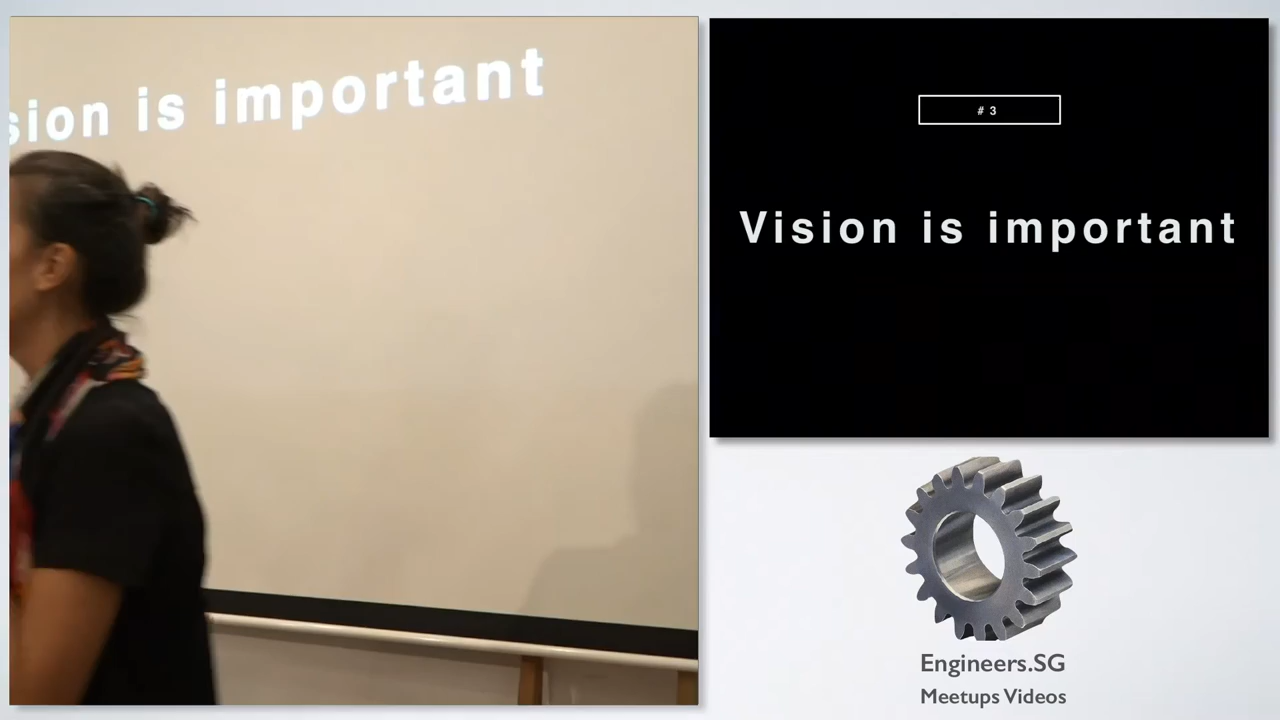 sion is important
# 3
Vision is important
Engineers.SG
Meetups Videos